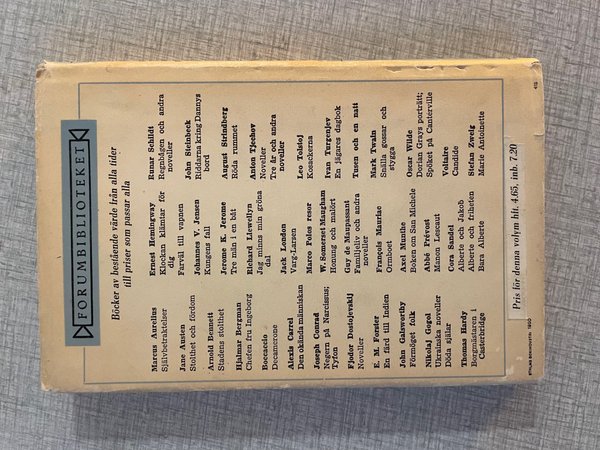 FORUMBIBLIOTEKET
Böcker av bestående värde från alla tider
till priser som passar alla
Marcus Aurelius
Självbetraktelser
Jane Austen
Stolthet och fördom
Arnold Bennett
Stadens stolthet
Hjalmar Bergman
Chefen fru Ingeborg
Boccaccio
Decamerone
Alexis Carrel
Den okända människan
Joseph Conrad
Negern på Narcissus;
Tyfon
Fjodor Dostojevskij
Noveller
E. M. Forster
En färd till Indien
John Galsworthy
Förmöget folk
Nikolaj Gogol
Ukrainska noveller
Döda själar
Thomas Hardy
Borgmästaren i
Casterbridge
Ernest Hemingway
Klockan klämtar för
dig
Farväl till vapnen
Johannes V. Jensen
Kungens fall
Jerome K. Jerome
Tre män i en båt
Richard Llewellyn
Jag minns min gröna
dal
Jack London
Varg-Larsen
Marco Polos resor
W. Somerset Maugham
Honung och malört
Guy de Maupassant
Familjeliv och andra
noveller
François Mauriac
Ormboet
Axel Munthe
Boken om San Michele
Abbé Prévost
Manon Lescaut
Cora Sandel
Alberte och Jakob
Alberte och friheten
Bara Alberte
Runar Schildt
Regnbågen och andra
noveller
John Steinbeck
Riddarna kring Dannys
bord
August Strindberg
Röda rummet
Anton Tjechov
Noveller
Tre år och andra
noveller
Leo Tolstoj
Kosackerna
Ivan Turgenjev
En jägares dagbok
Tusen och en natt
Mark Twain
Snälla gossar och
stygga
Oscar Wilde
Dorian Grays porträtt;
Spöket på Canterville
Voltaire
Candide
Stefan Zweig
Marie Antoinette
Pris för denna volym hft. 4.65, inb. 7.20